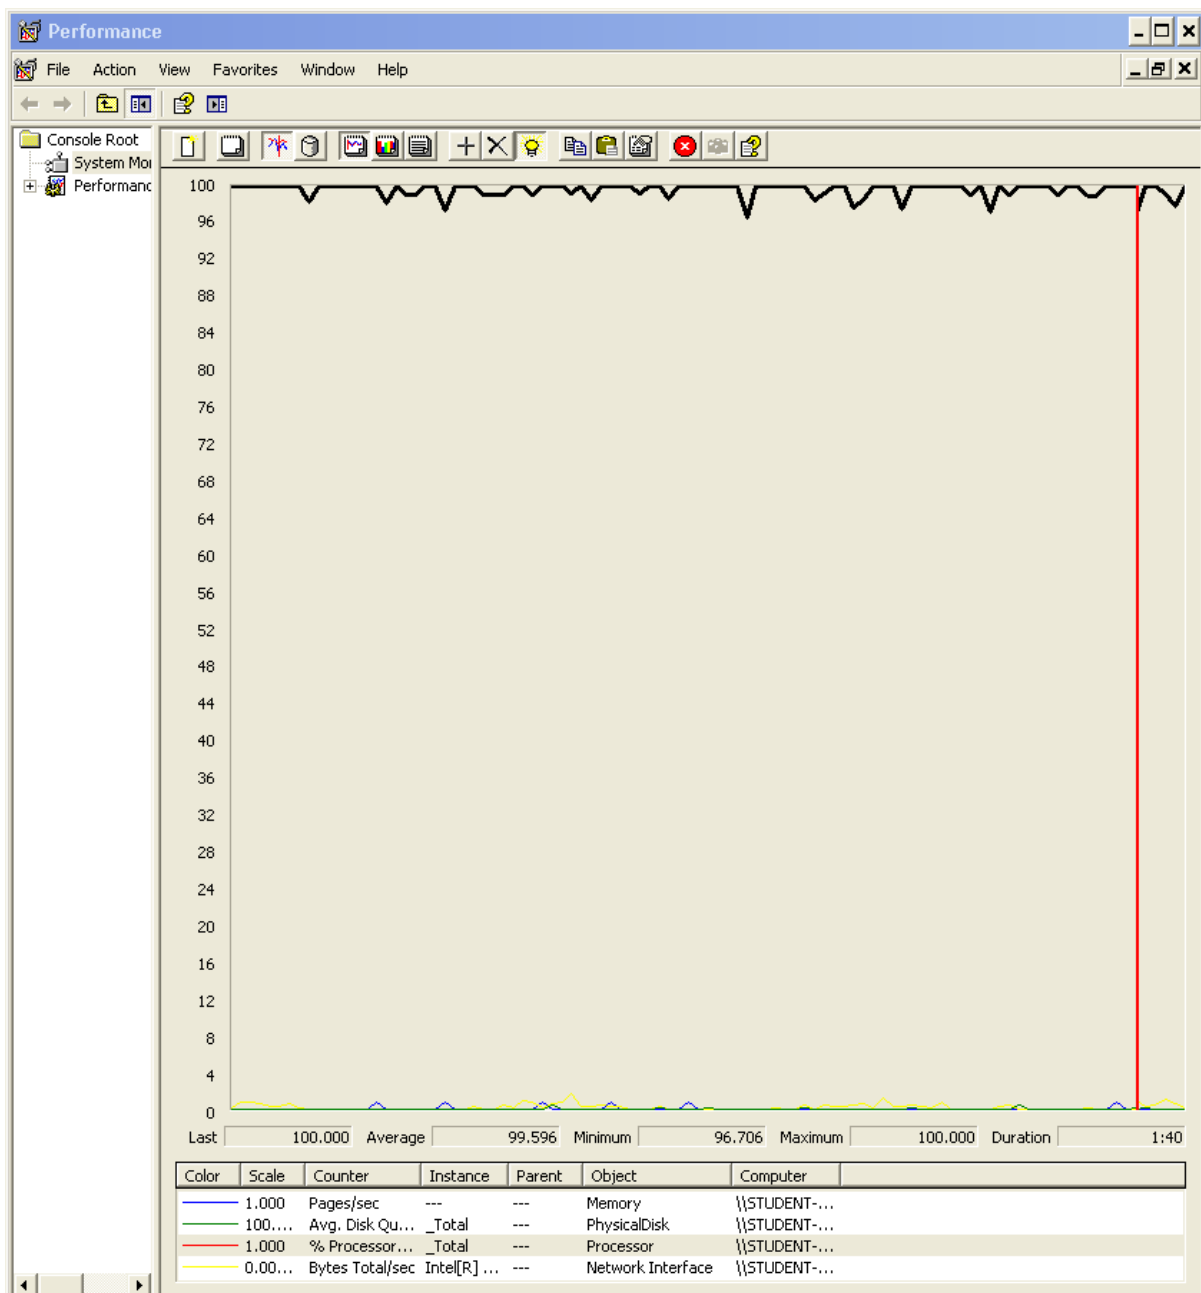 Performance
File Action View Favorites Window Help
Console Root
System Mor
Performanc
100
96
92
88
84
80
76
72
68
64
60
56
52
48
44
40
36
32
28
24
20
16
12
8
4
0
Last 100.000 Average 99.596 Minimum 96.706 Maximum 100.000 Duration 1:40
Color Scale Counter Instance Parent Object Computer
1.000 Pages/sec --- --- Memory \\STUDENT-...
100.... Avg. Disk Qu... _Total --- PhysicalDisk \\STUDENT-...
1.000 % Processor... _Total --- Processor \\STUDENT-...
0.00... Bytes Total/sec Intel[R] ... --- Network Interface \\STUDENT-...